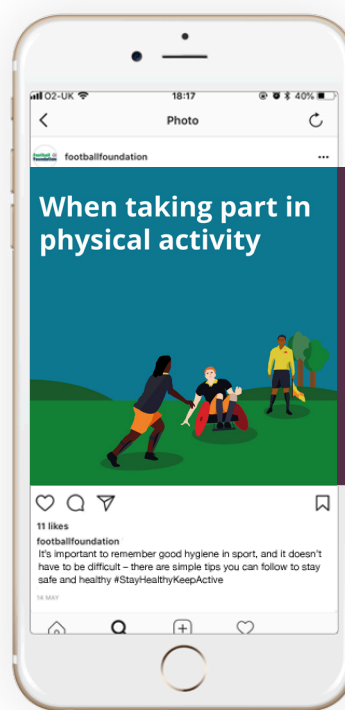 O2-UK
18:17
40%
Photo
football
foundation
footballfoundation
When taking part in
physical activity
11 likes
footballfoundation
It's important to remember good hygiene in sport, and it doesn't
have to be difficult – there are simple tips you can follow to stay
safe and healthy #StayHealthyKeepActive
14 MAY